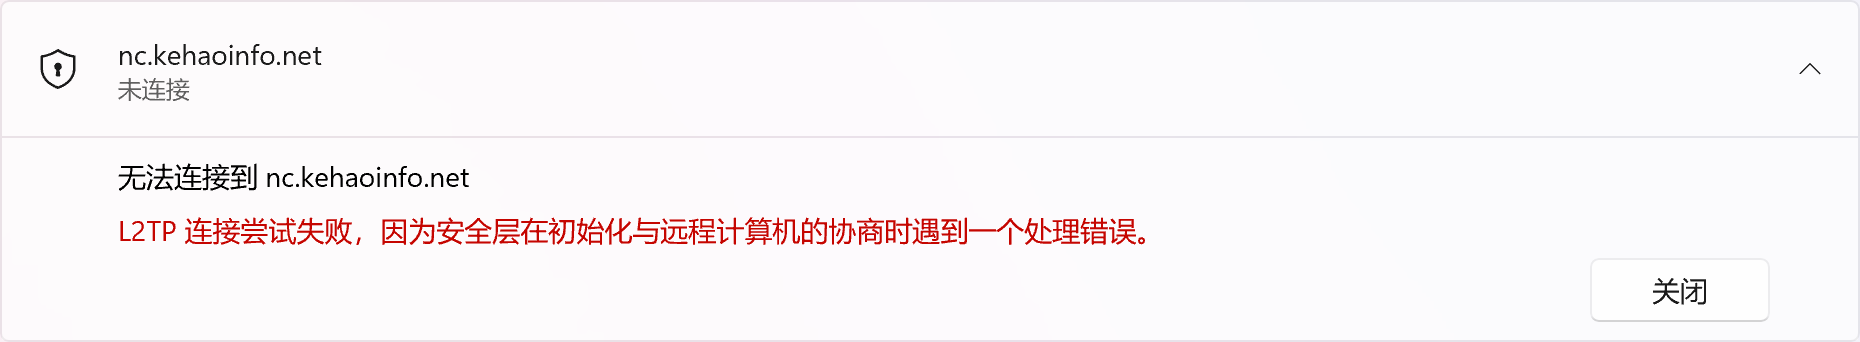 nc.kehaoinfo.net
未连接
无法连接到 nc.kehaoinfo.net
L2TP 连接尝试失败，因为安全层在初始化与远程计算机的协商时遇到一个处理错误。
关闭